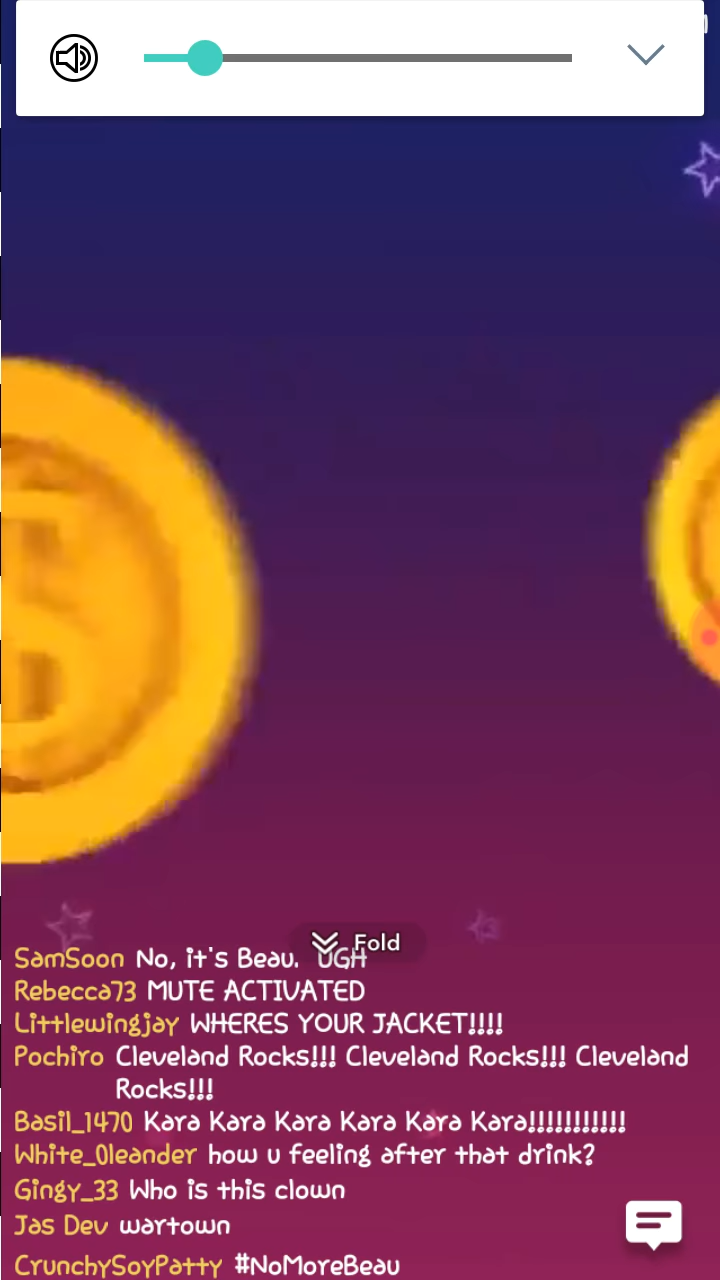 Fold
SamSoon No, it's Beau. UGH
Rebecca73 MUTE ACTIVATED
Littlewingjay WHERES YOUR JACKET!!!!
Pochiro Cleveland Rocks!!! Cleveland Rocks!!! Cleveland
Rocks!!!
Basil_1470 Kara Kara Kara Kara Kara Kara!!!!!!!!!!!
White_Oleander how u feeling after that drink?
Gingy_33 Who is this clown
Jas Dev wartown
CrunchySoyPatty #NoMoreBeau